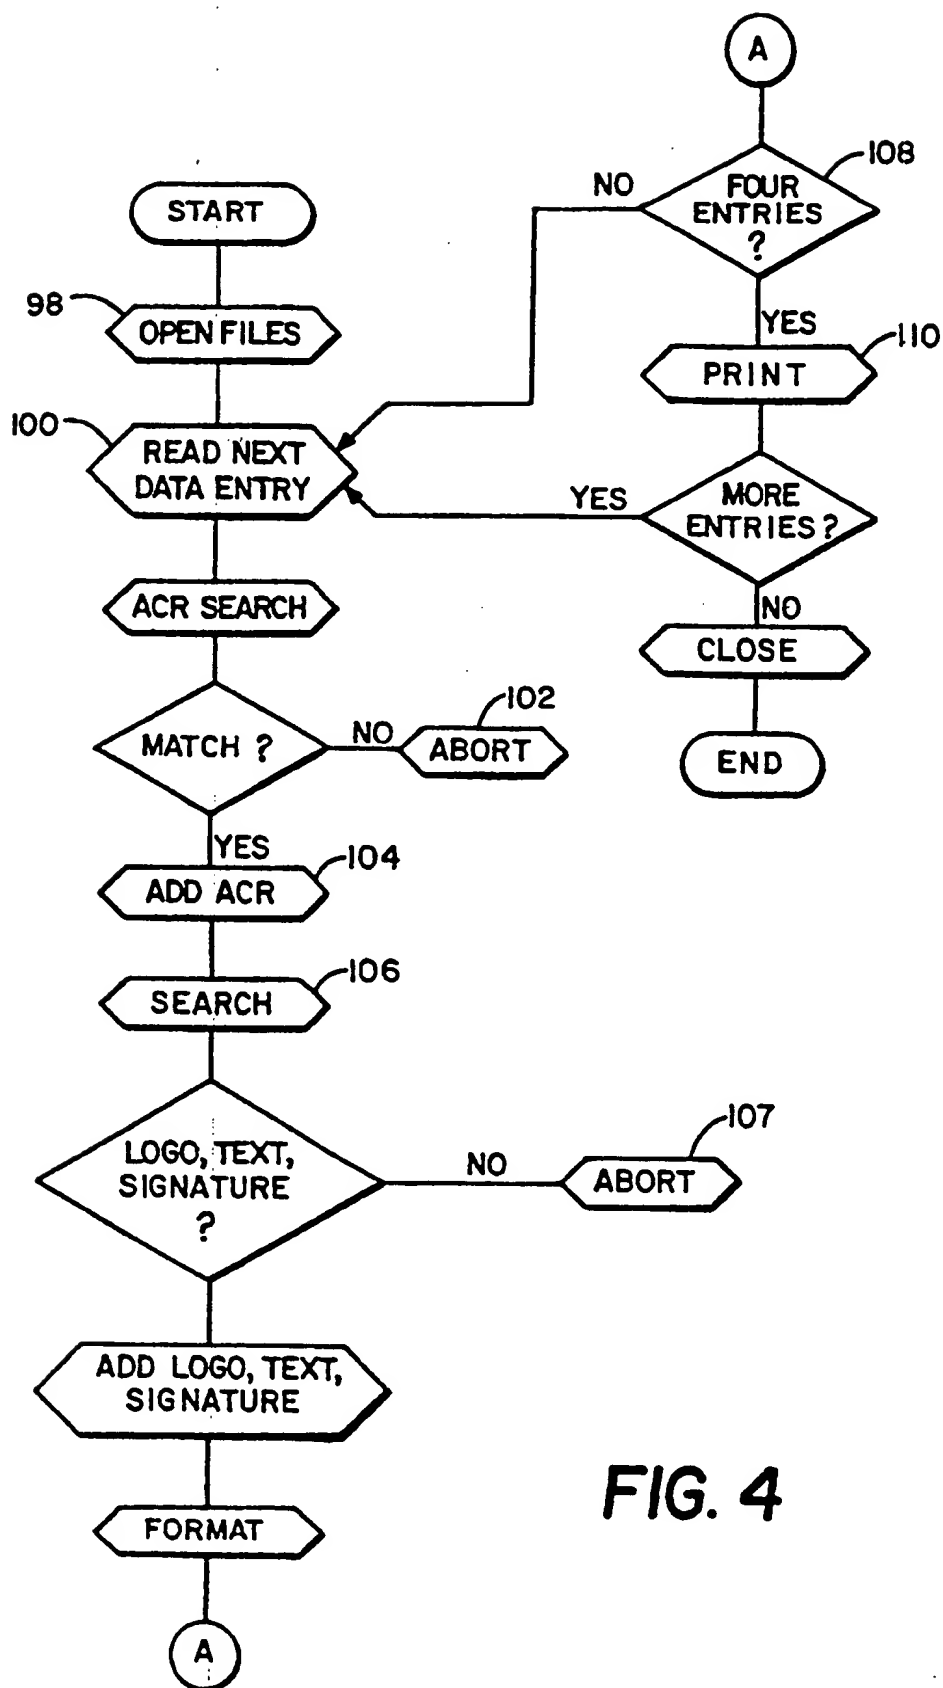 START
98
OPEN FILES
100
READ NEXT
DATA ENTRY
ACR SEARCH
MATCH ?
NO
102
ABORT
YES
104
ADD ACR
106
SEARCH
LOGO, TEXT,
SIGNATURE
?
NO
107
ABORT
ADD LOGO, TEXT,
SIGNATURE
FORMAT
A
A
108
FOUR
ENTRIES
?
NO
YES
110
PRINT
MORE
ENTRIES ?
YES
NO
CLOSE
END
FIG. 4